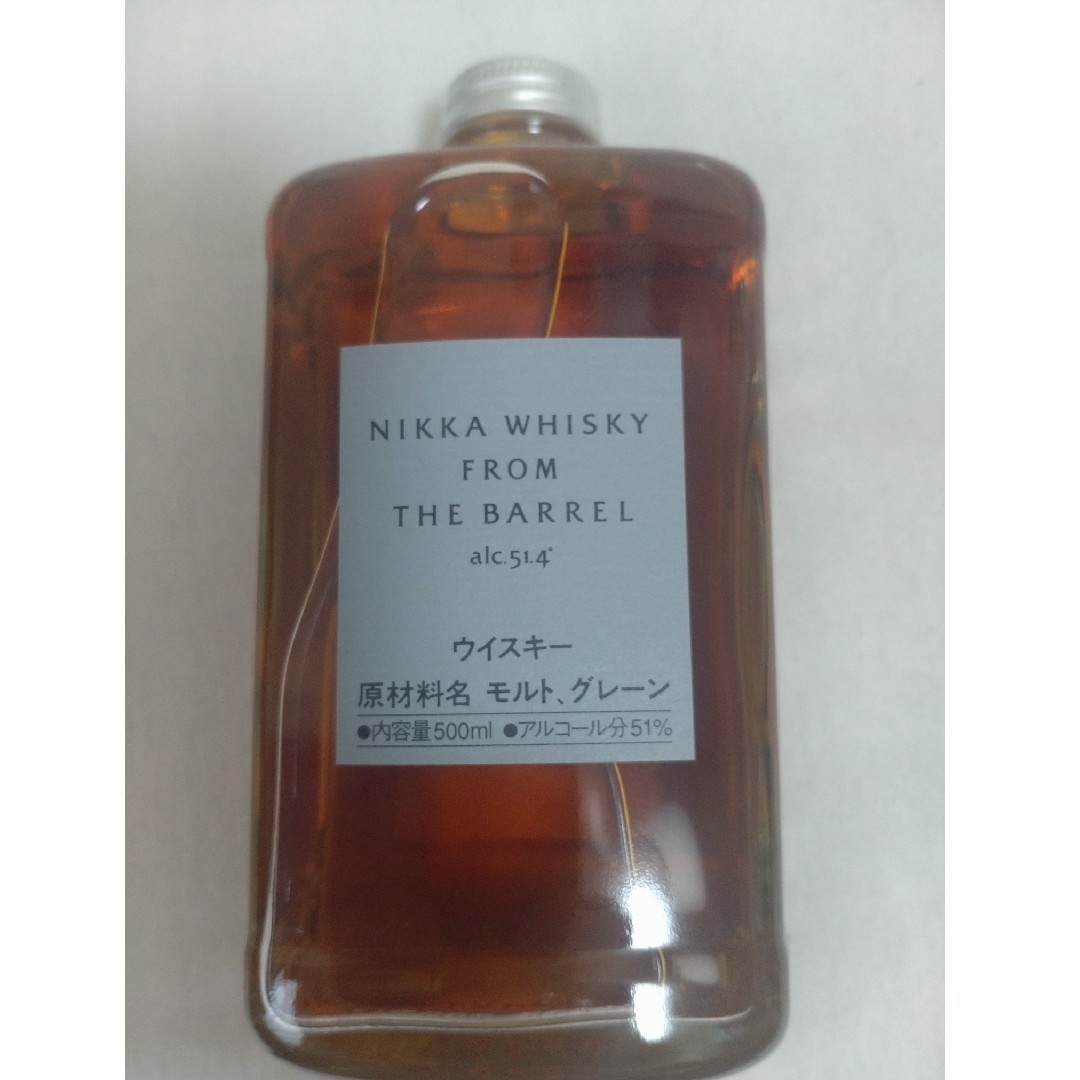 NIKKA WHISKY
FROM
THE BARREL
alc.51.4°
ウイスキー
原材料名 モルト、グレーン
●内容量500ml ●アルコール分51%